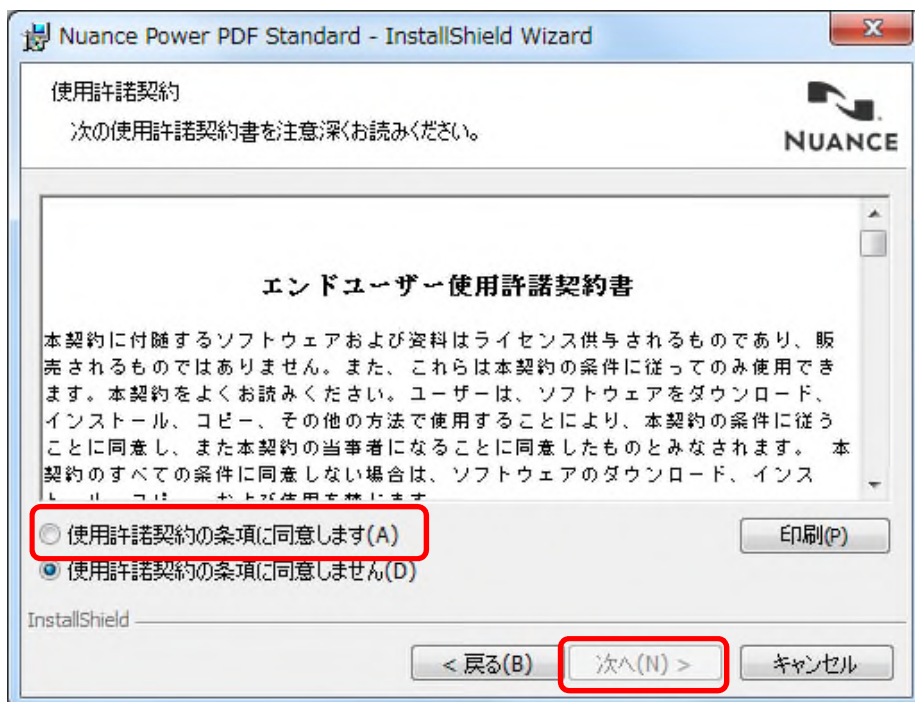 Nuance Power PDF Standard - InstallShield Wizard
使用許諾契約
次の使用許諾契約書を注意深くお読みください。
NUANCE
エンドユーザー使用許諾契約書
本契約に付随するソフトウェアおよび資料はライセンス供与されるものであり、販
売されるものではありません。また、これらは本契約の条件に従ってのみ使用でき
ます。本契約をよくお読みください。ユーザーは、ソフトウェアをダウンロード、
インストール、コピー、その他の方法で使用することにより、本契約の条件に従う
ことに同意し、また本契約の当事者になることに同意したものとみなされます。 本
契約のすべての条件に同意しない場合は、ソフトウェアのダウンロード、インス
トール、コピー、および使用を禁じます
使用許諾契約の条項に同意します(A)
印刷(P)
使用許諾契約の条項に同意しません(D)
InstallShield
< 戻る(B)
次へ(N) >
キャンセル